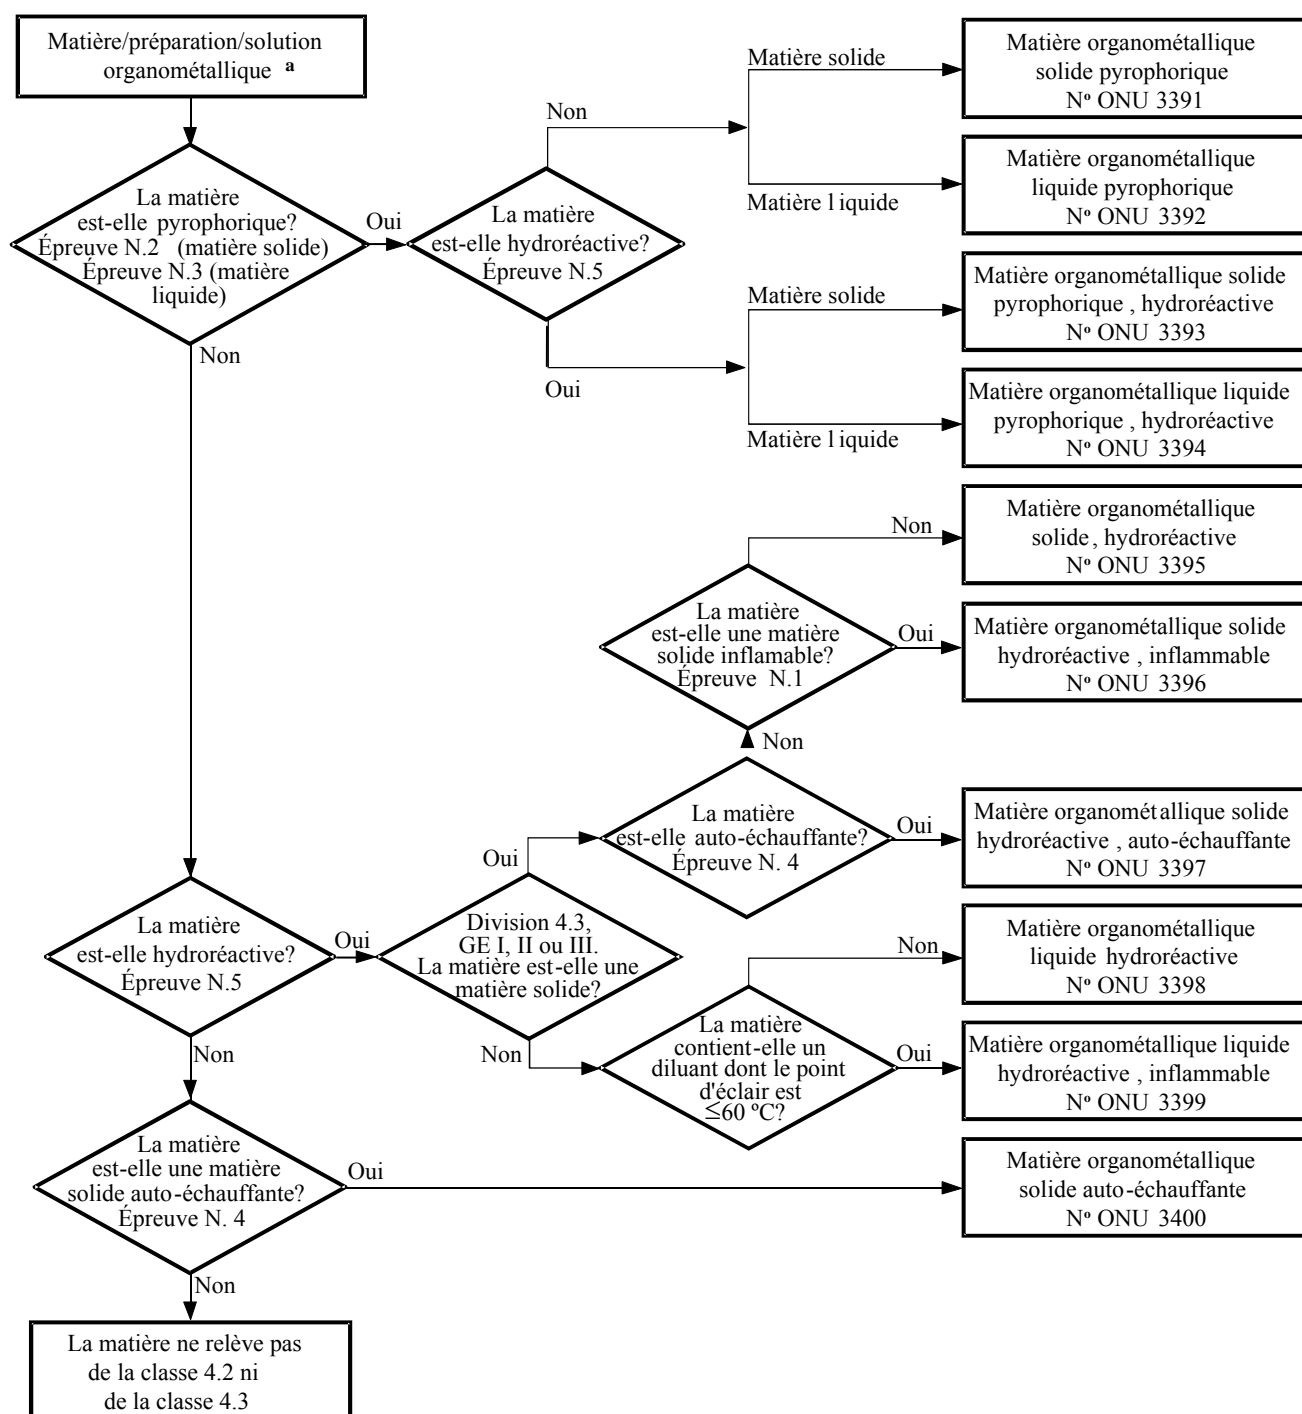 Matière/préparation/solution
organométallique a
La matière
est-elle pyrophorique?
Épreuve N.2 (matière solide)
Épreuve N.3 (matière
liquide)
Oui
Non
La matière
est-elle hydroréactive?
Épreuve N.5
Non
Oui
Matière solide
Matière l iquide
Matière organométallique
solide pyrophorique
Nº ONU 3391
Matière organométallique
liquide pyrophorique
Nº ONU 3392
Matière solide
Matière l iquide
Matière organométallique solide
pyrophorique , hydroréactive
Nº ONU 3393
Matière organométallique liquide
pyrophorique , hydroréactive
Nº ONU 3394
Matière organométallique
solide , hydroréactive
Nº ONU 3395
Non
La matière
est-elle une matière
solide inflamable?
Épreuve N.1
Oui
Matière organométallique solide
hydroréactive , inflammable
Nº ONU 3396
Non
La matière
est-elle auto-échauffante?
Épreuve N. 4
Oui
Matière organométallique solide
hydroréactive , auto-échauffante
Nº ONU 3397
Oui
La matière
est-elle hydroréactive?
Épreuve N.5
Oui
Division 4.3,
GE I, II ou III.
La matière est-elle une
matière solide?
Non
Non
Matière organométallique
liquide hydroréactive
Nº ONU 3398
La matière
contient-elle un
diluant dont le point
d'éclair est
≤60 ºC?
Oui
Matière organométallique liquide
hydroréactive , inflammable
Nº ONU 3399
Non
La matière
est-elle une matière
solide auto-échauffante?
Épreuve N. 4
Oui
Matière organométallique
solide auto-échauffante
Nº ONU 3400
Non
La matière ne relève pas
de la classe 4.2 ni
de la classe 4.3